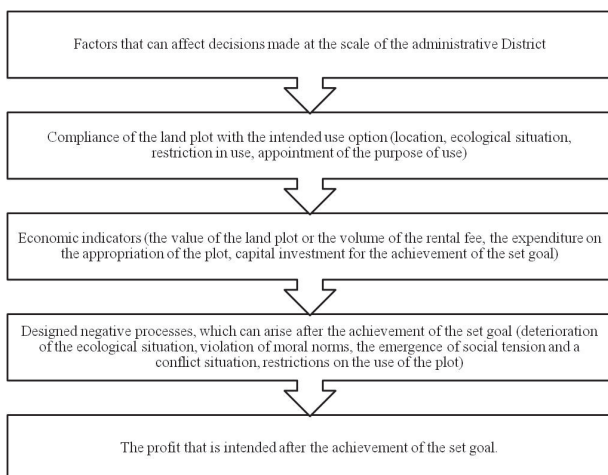 Factors that can affect decisions made at the scale of the administrative District
Compliance of the land plot with the intended use option (location, ecological situation,
restriction in use, appointment of the purpose of use)
Economic indicators (the value of the land plot or the volume of the rental fee, the expenditure on
the appropriation of the plot, capital investment for the achievement of the set goal)
Designed negative processes, which can arise after the achievement of the set goal (deterioration
of the ecological situation, violation of moral norms, the emergence of social tension and a
conflict situation, restrictions on the use of the plot)
The profit that is intended after the achievement of the set goal.